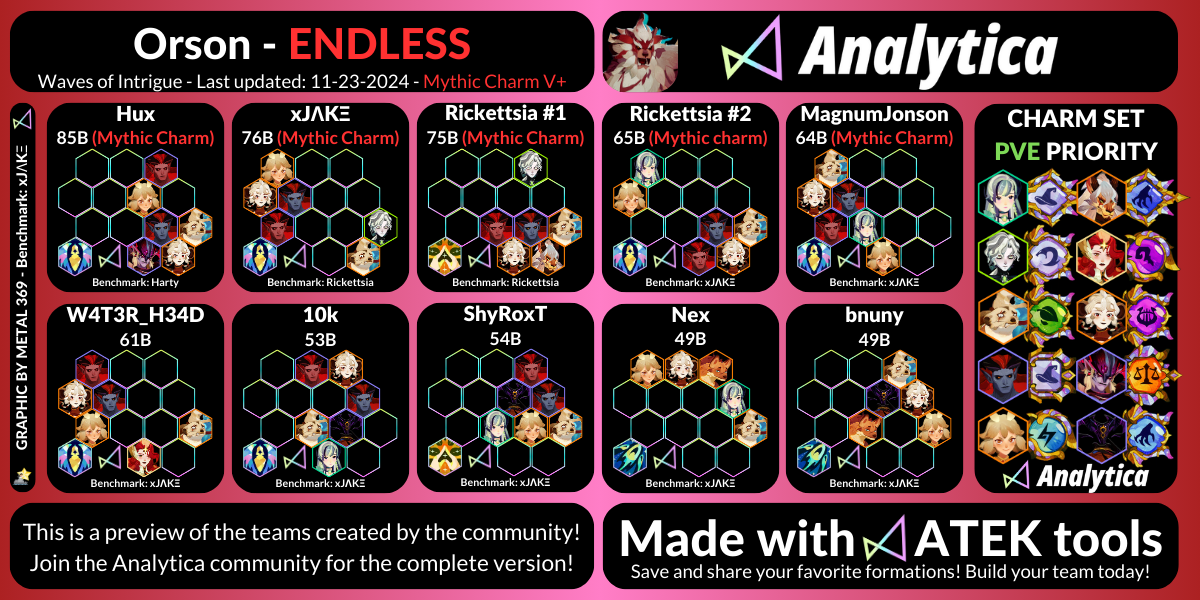 Orson - ENDLESS
Waves of Intrigue - Last updated: 11-23-2024 - Mythic Charm V+
Analytica
GRAPHIC BY METAL 369 - Benchmark: xJΛKΞ
Hux
85B (Mythic Charm)
Benchmark: Harty
xJΛKΞ
76B (Mythic Charm)
Benchmark: Rickettsia
Rickettsia #1
75B (Mythic Charm)
Benchmark: Rickettsia
Rickettsia #2
65B (Mythic charm)
Benchmark: xJΛKΞ
MagnumJonson
64B (Mythic Charm)
Benchmark: xJΛKΞ
W4T3R_H34D
61B
Benchmark: xJΛKΞ
10k
53B
Benchmark: xJΛKΞ
ShyRoxT
54B
Benchmark: xJΛKΞ
Nex
49B
Benchmark: xJΛKΞ
bnuny
49B
Benchmark: xJΛKΞ
CHARM SET
PVE PRIORITY
Analytica
This is a preview of the teams created by the community!
Join the Analytica community for the complete version!
Made with ATEK tools
Save and share your favorite formations! Build your team today!